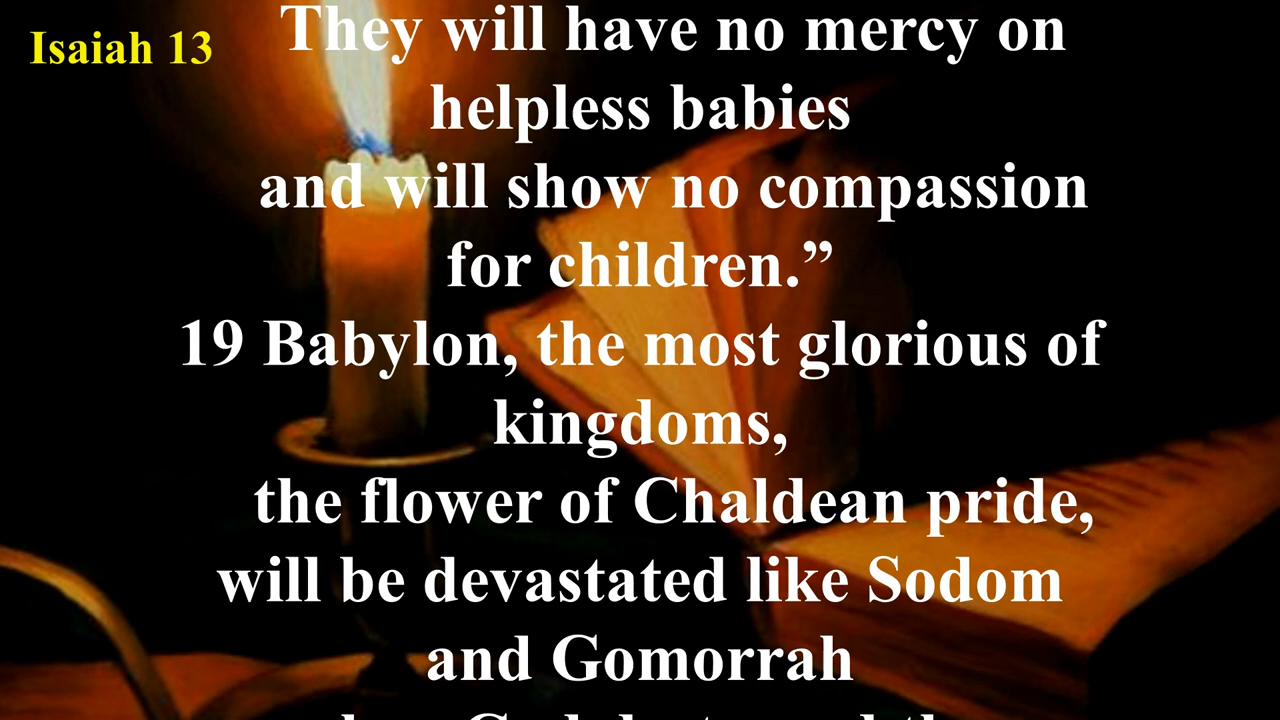 Isaiah 13
They will have no mercy on
helpless babies
and will show no compassion
for children.”
19 Babylon, the most glorious of
kingdoms,
the flower of Chaldean pride,
will be devastated like Sodom
and Gomorrah